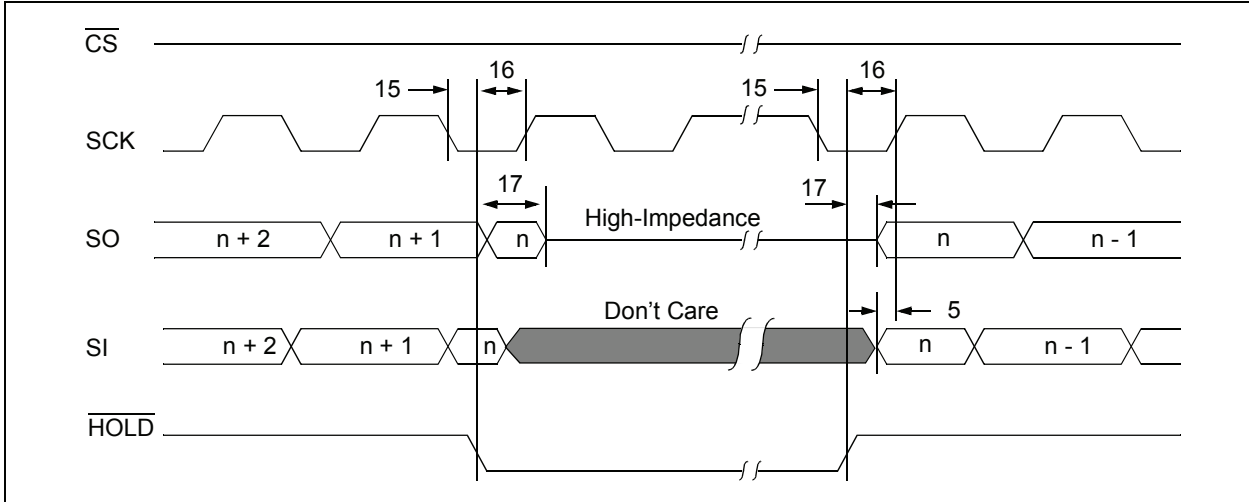 CS
16
16
15
15
SCK
17
17
High-Impedance
SO
n + 2
n + 1
n
n
n - 1
Don't Care
5
SI
n + 2
n + 1
n
n
n - 1
HOLD